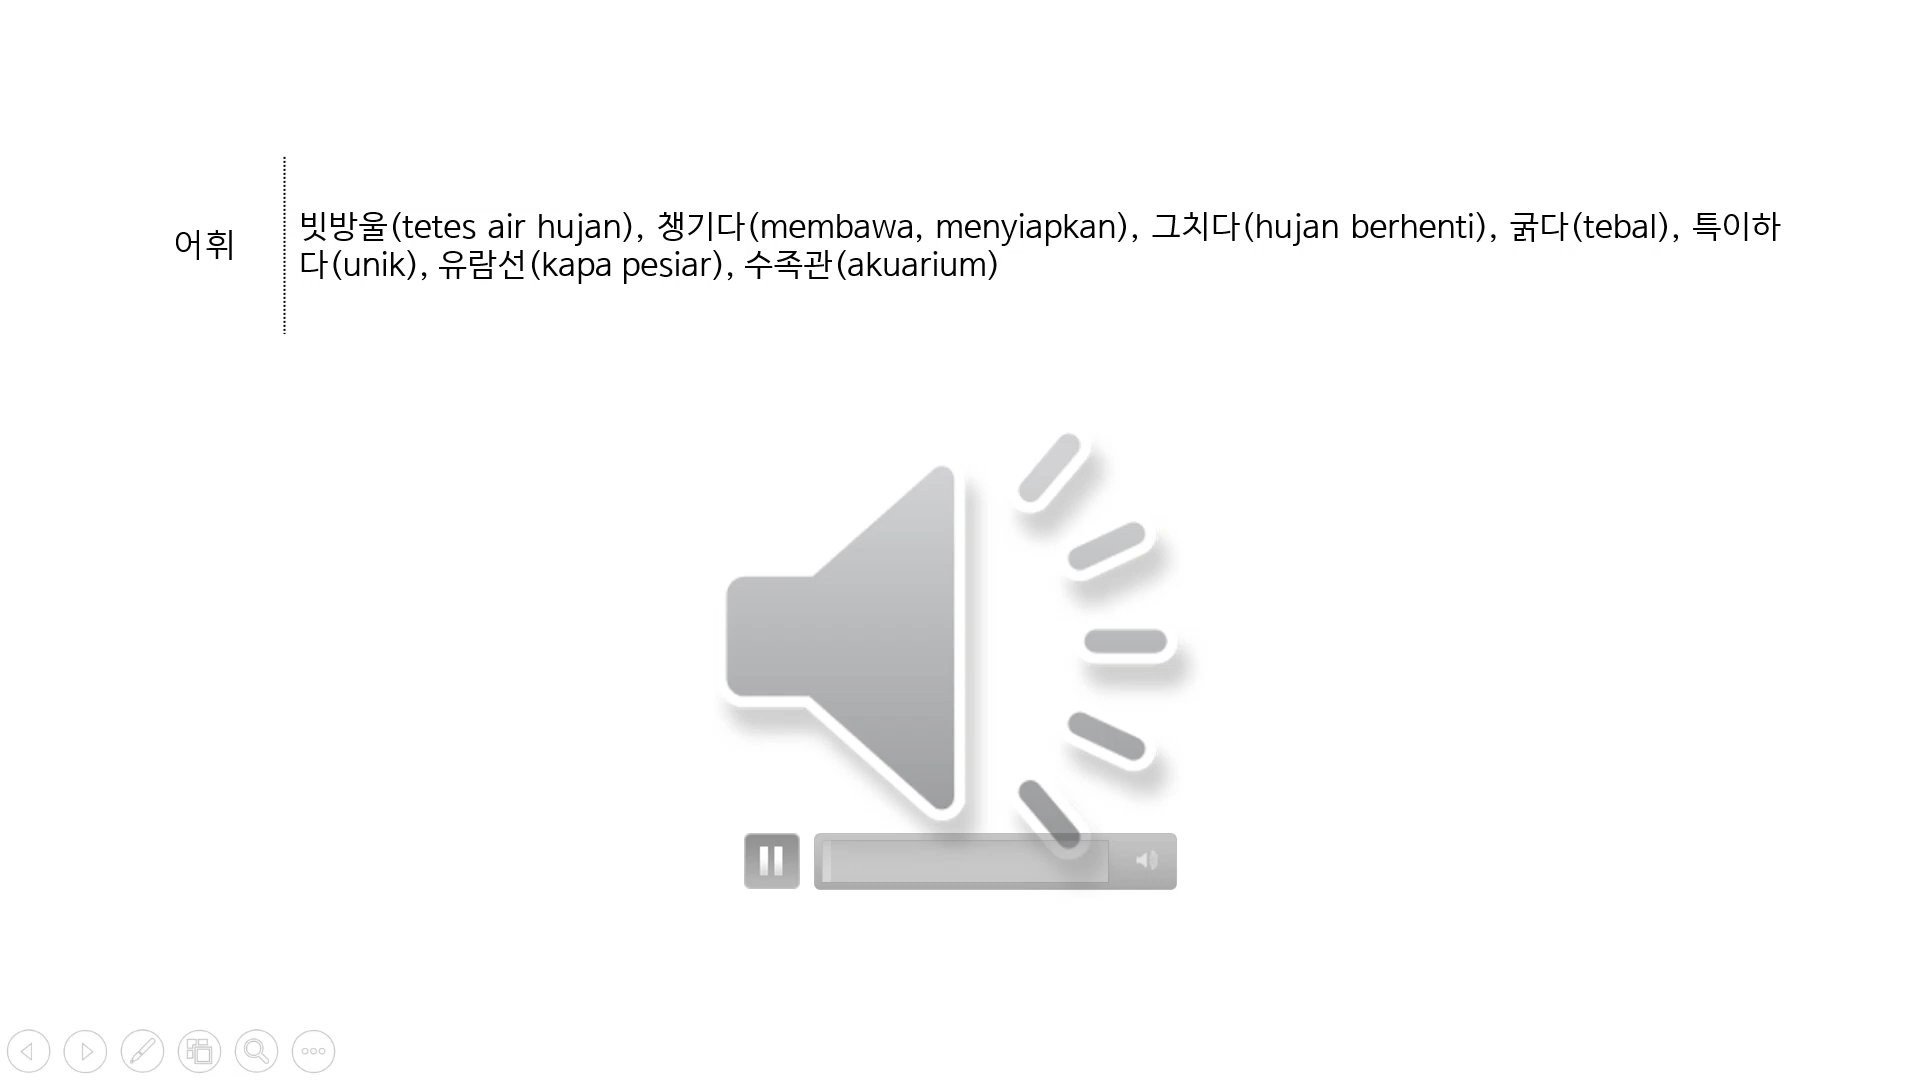 어휘
빗방울(tetes air hujan), 챙기다(membawa, menyiapkan), 그치다(hujan berhenti), 굵다(tebal), 특이하
다(unik), 유람선(kapa pesiar), 수족관(akuarium)